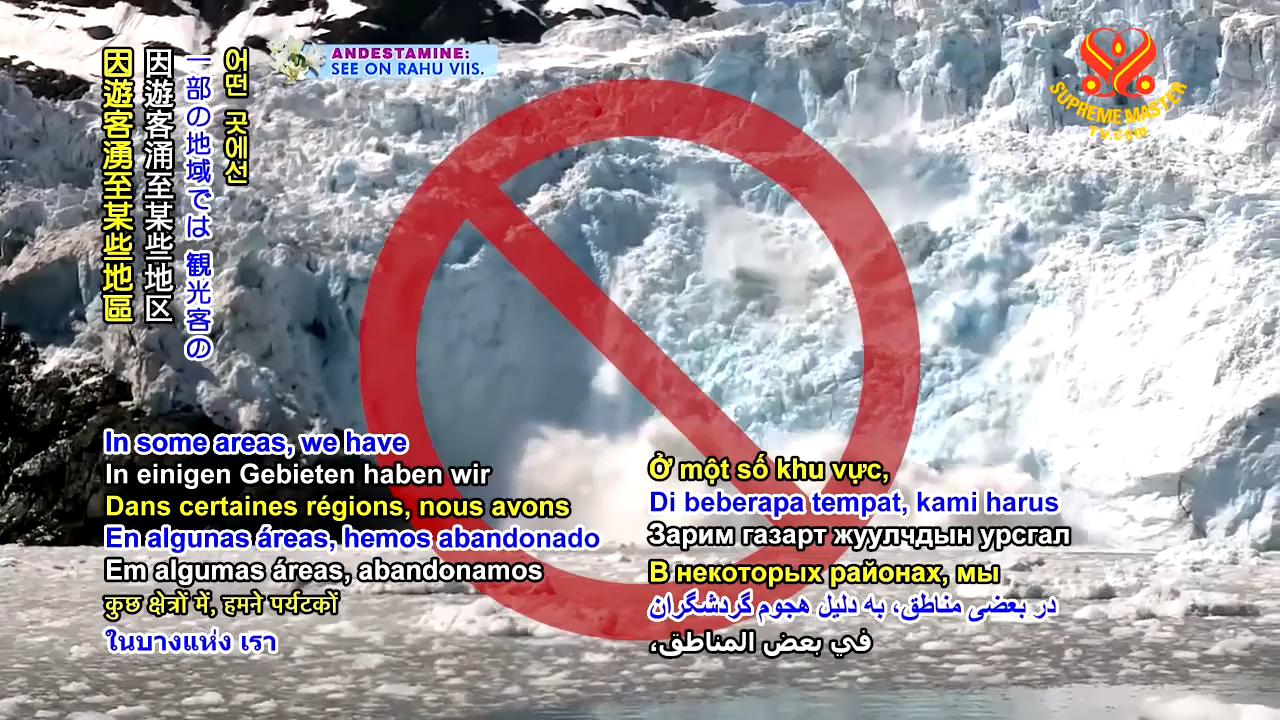 ANDESTAMINE:
SEE ON RAHU VIIS.
SUPREME MASTER
TV.com
어떤 곳에선
一部の地域では 観光客の
因遊客涌至某些地区
因遊客湧至某些地區
In some areas, we have
In einigen Gebieten haben wir
Dans certaines régions, nous avons
En algunas áreas, hemos abandonado
Em algumas áreas, abandonamos
कुछ क्षेत्रों में, हमने पर्यटकों
ในบางแห่ง เรา
Ở một số khu vực,
Di beberapa tempat, kami harus
Зарим газарт жуулчдын урсгал
В некоторых районах, мы
در بعضی مناطق، به دلیل هجوم گردشگران
في بعض المناطق،